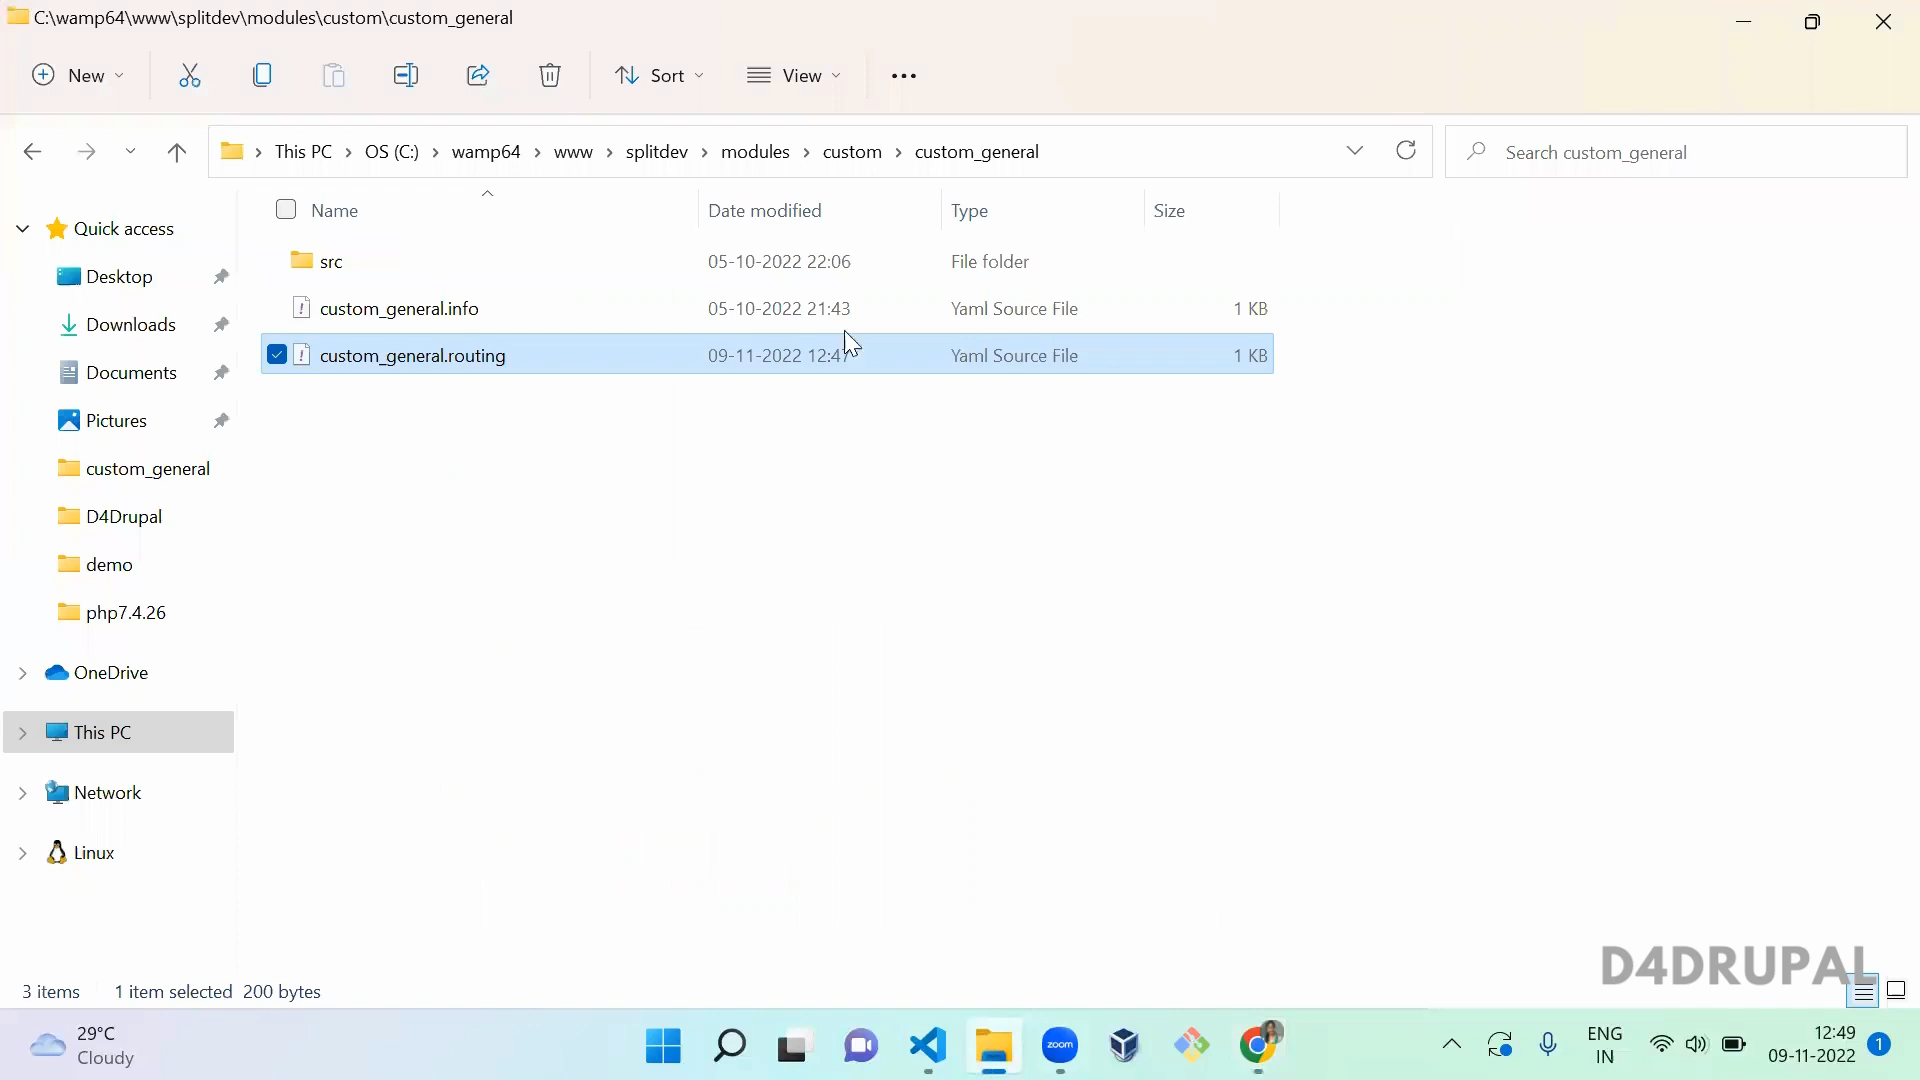 C:\wamp64\www\splitdev\modules\custom\custom_general
New
Sort
View
This PC
OS (C:)
wamp64
www
splitdev
modules
custom
custom_general
Search custom_general
Name
Date modified
Type
Size
src
05-10-2022 22:06
File folder
custom_general.info
05-10-2022 21:43
Yaml Source File
1 KB
custom_general.routing
09-11-2022 12:47
Yaml Source File
1 KB
Quick access
Desktop
Downloads
Documents
Pictures
custom_general
D4Drupal
demo
php7.4.26
OneDrive
This PC
Network
Linux
D4DRUPAL
3 items
1 item selected 200 bytes
29°C
Cloudy
zoom
ENG
IN
12:49
09-11-2022
1